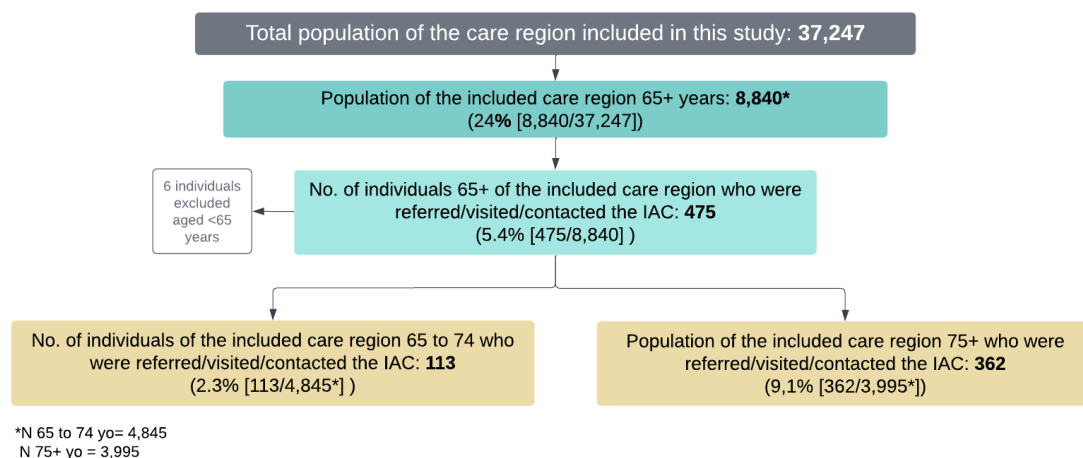 Total population of the care region included in this study: 37,247
Population of the included care region 65+ years: 8,840*
(24% [8,840/37,247])
6 individuals
excluded
aged <65
years
No. of individuals 65+ of the included care region who were
referred/visited/contacted the IAC: 475
(5.4% [475/8,840] )
No. of individuals of the included care region 65 to 74 who
were referred/visited/contacted the IAC: 113
(2.3% [113/4,845*] )
Population of the included care region 75+ who were
referred/visited/contacted the IAC: 362
(9,1% [362/3,995*])
*N 65 to 74 yo= 4,845
N 75+ yo = 3,995